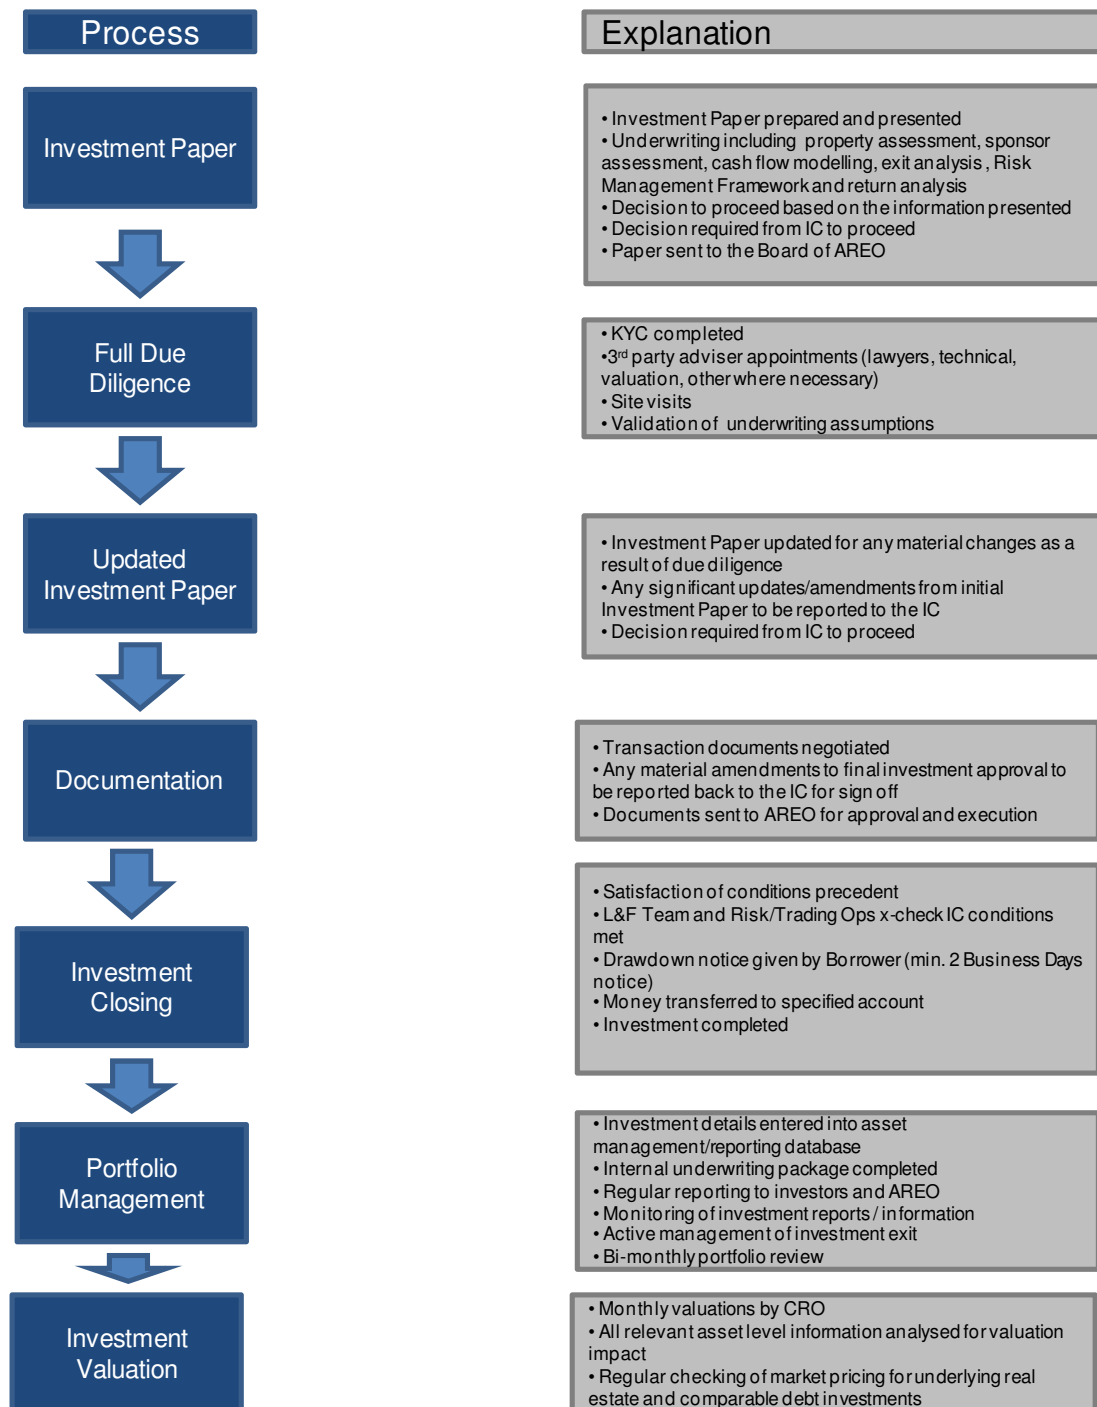 Process
Explanation
Investment Paper
• Investment Paper prepared and presented
• Underwriting including property assessment, sponsor
assessment, cash flow modelling, exit analysis , Risk
Management Framework and return analysis
• Decision to proceed based on the information presented
• Decision required from IC to proceed
• Paper sent to the Board of AREO
Full Due
Diligence
• KYC completed
•3rd party adviser appointments (lawyers, technical,
valuation, other where necessary)
• Site visits
• Validation of underwriting assumptions
Updated
Investment Paper
• Investment Paper updated for any material changes as a
result of due diligence
• Any significant updates/amendments from initial
Investment Paper to be reported to the IC
• Decision required from IC to proceed
Documentation
• Transaction documents negotiated
• Any material amendments to final investment approval to
be reported back to the IC for sign off
• Documents sent to AREO for approval and execution
Investment
Closing
• Satisfaction of conditions precedent
• L&F Team and Risk/Trading Ops x-check IC conditions
met
• Drawdown notice given by Borrower (min. 2 Business Days
notice)
• Money transferred to specified account
• Investment completed
Portfolio
Management
• Investment details entered into asset
management/reporting database
• Internal underwriting package completed
• Regular reporting to investors and AREO
• Monitoring of investment reports / information
• Active management of investment exit
• Bi-monthly portfolio review
Investment
Valuation
• Monthly valuations by CRO
• All relevant asset level information analysed for valuation
impact
• Regular checking of market pricing for underlying real
estate and comparable debt investments